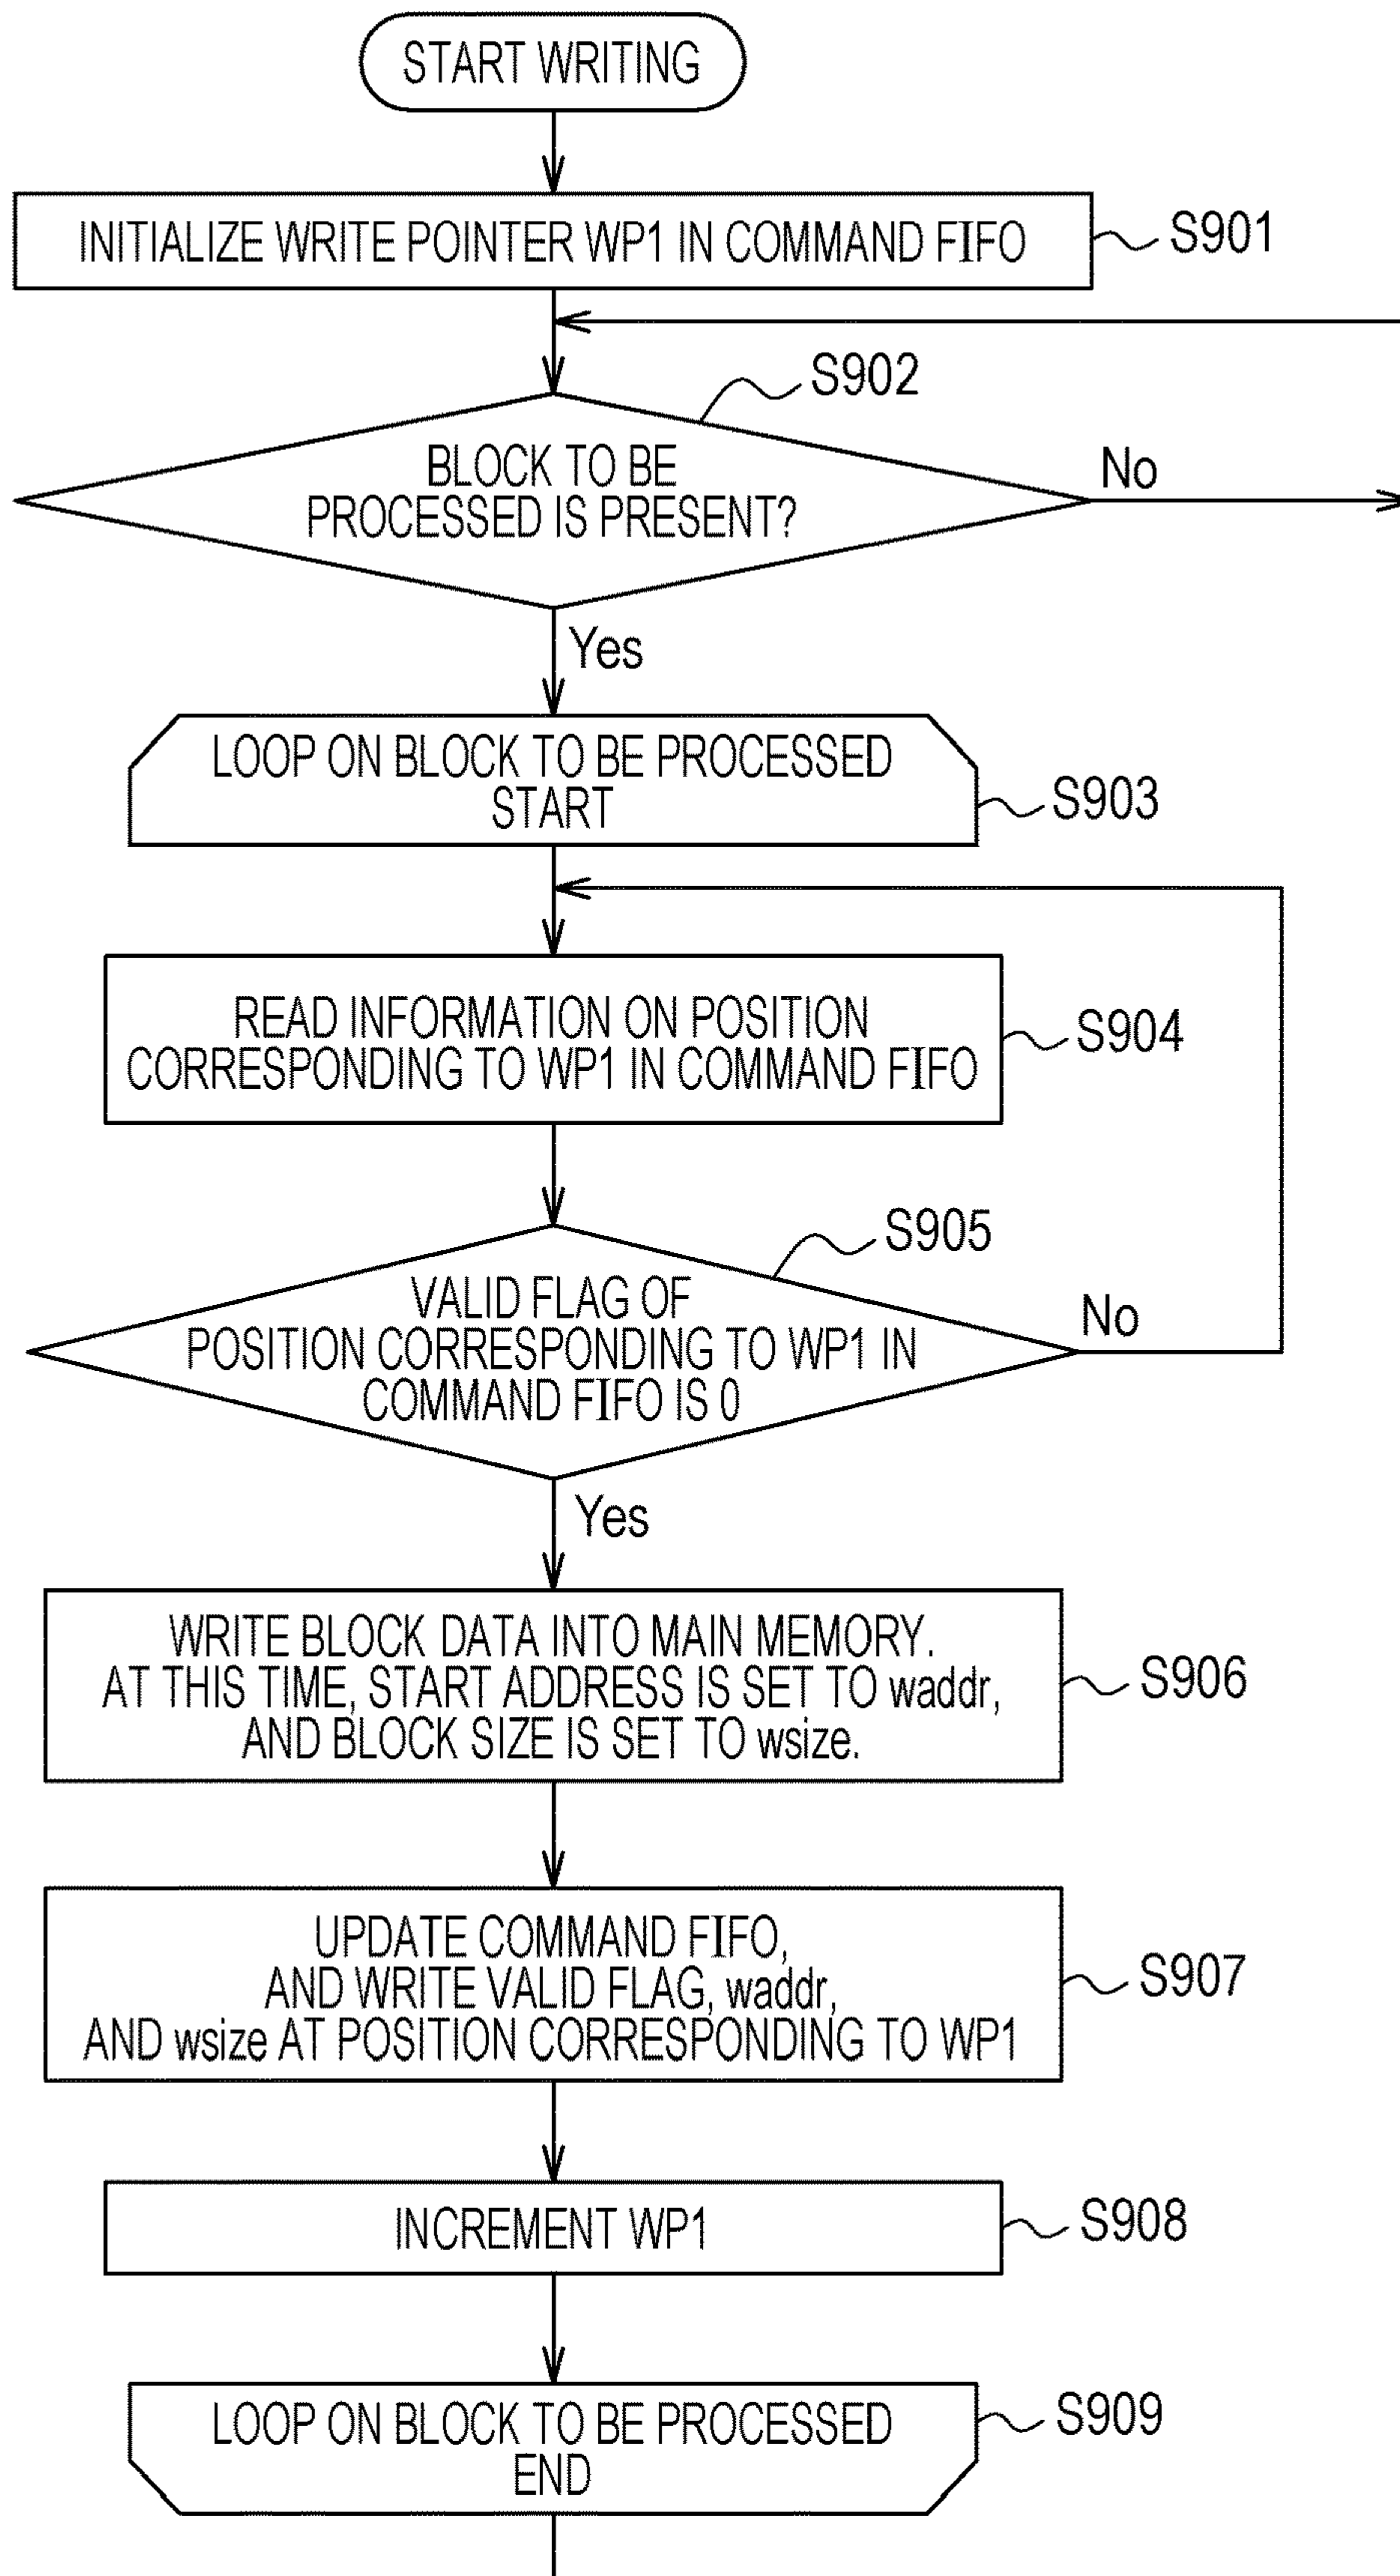 START WRITING
INITIALIZE WRITE POINTER WP1 IN COMMAND FIFO
S901
S902
BLOCK TO BE
PROCESSED IS PRESENT?
No
Yes
LOOP ON BLOCK TO BE PROCESSED
START
S903
READ INFORMATION ON POSITION
CORRESPONDING TO WP1 IN COMMAND FIFO
S904
S905
VALID FLAG OF
POSITION CORRESPONDING TO WP1 IN
COMMAND FIFO IS 0
No
Yes
WRITE BLOCK DATA INTO MAIN MEMORY.
AT THIS TIME, START ADDRESS IS SET TO waddr,
AND BLOCK SIZE IS SET TO wsize.
S906
UPDATE COMMAND FIFO,
AND WRITE VALID FLAG, waddr,
AND wsize AT POSITION CORRESPONDING TO WP1
S907
INCREMENT WP1
S908
LOOP ON BLOCK TO BE PROCESSED
END
S909